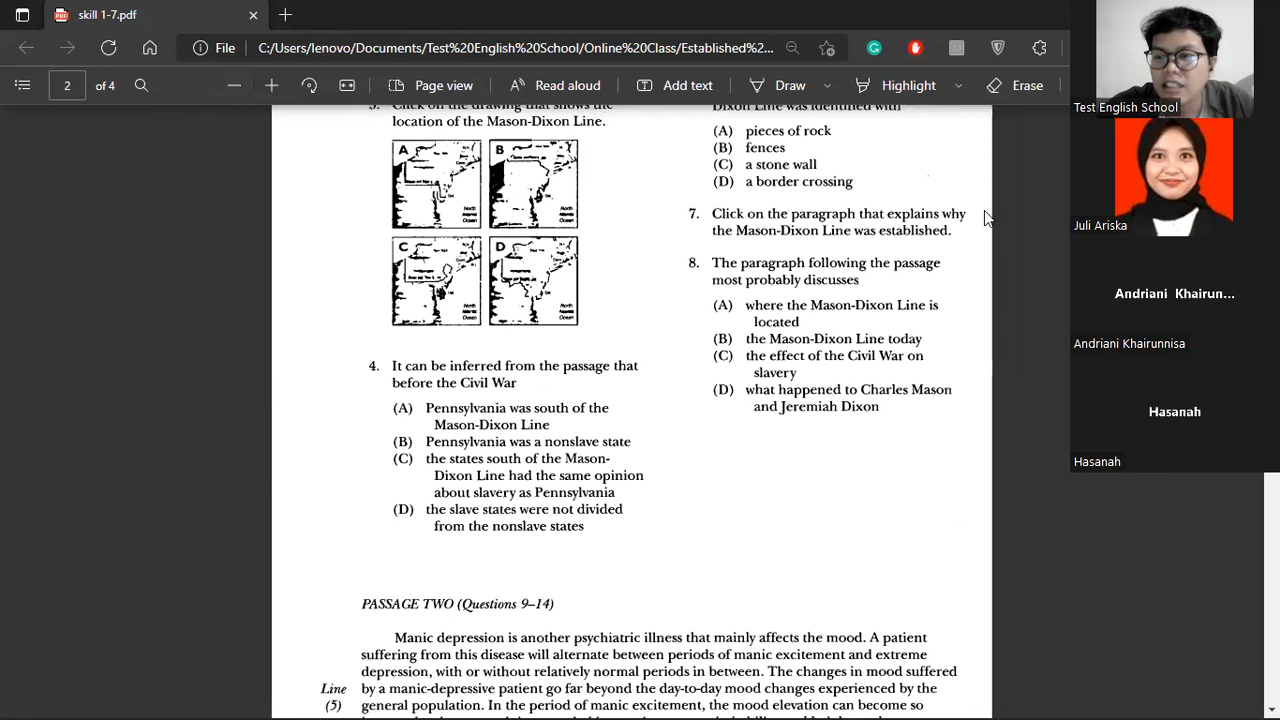 skill 1-7.pdf
File
C:/Users/lenovo/Documents/Test%20English%20School/Online%20Class/Established%2...
2
of 4
Page view
Read aloud
Add text
Draw
Highlight
Erase
3. Click on the drawing that shows the
location of the Mason-Dixon Line.
A
B
C
D
4. It can be inferred from the passage that
before the Civil War
(A) Pennsylvania was south of the
Mason-Dixon Line
(B) Pennsylvania was a nonslave state
(C) the states south of the Mason-
Dixon Line had the same opinion
about slavery as Pennsylvania
(D) the slave states were not divided
from the nonslave states
Dixon Line was identified with
(A) pieces of rock
(B) fences
(C) a stone wall
(D) a border crossing
7. Click on the paragraph that explains why
the Mason-Dixon Line was established.
8. The paragraph following the passage
most probably discusses
(A) where the Mason-Dixon Line is
located
(B) the Mason-Dixon Line today
(C) the effect of the Civil War on
slavery
(D) what happened to Charles Mason
and Jeremiah Dixon
PASSAGE TWO (Questions 9–14)
Manic depression is another psychiatric illness that mainly affects the mood. A patient
suffering from this disease will alternate between periods of manic excitement and extreme
depression, with or without relatively normal periods in between. The changes in mood suffered
Line by a manic-depressive patient go far beyond the day-to-day mood changes experienced by the
(5) general population. In the period of manic excitement, the mood elevation can become so
Test English School
Juli Ariska
Andriani Khairun...
Andriani Khairunnisa
Hasanah
Hasanah